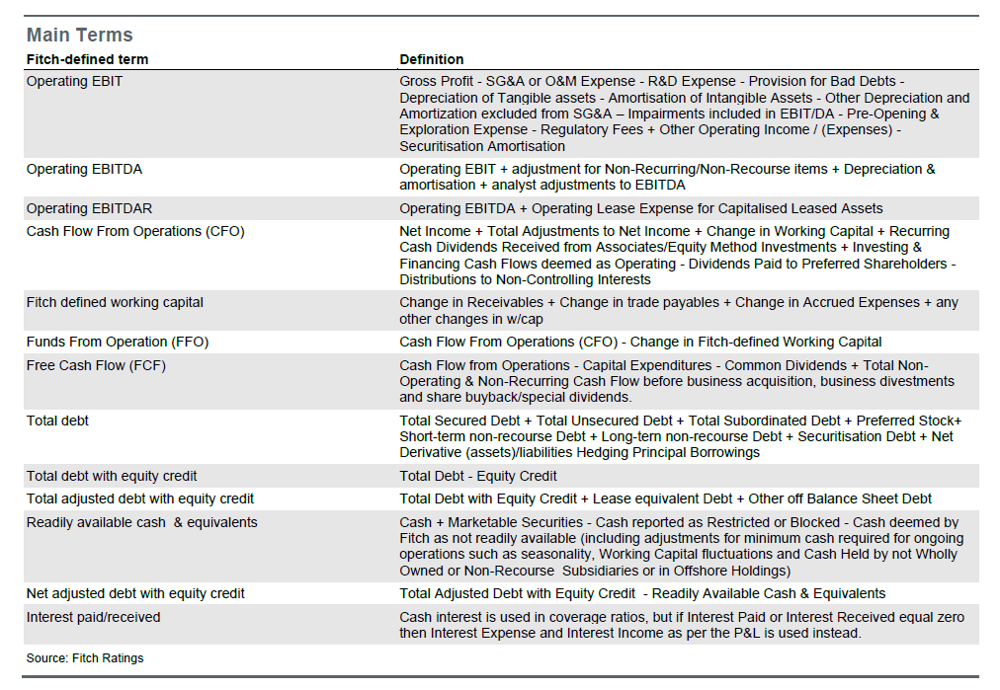 Main Terms
Fitch-defined term Definition
Operating EBIT Gross Profit - SG&A or O&M Expense - R&D Expense - Provision for Bad Debts -
Depreciation of Tangible assets - Amortisation of Intangible Assets - Other Depreciation and
Amortization excluded from SG&A – Impairments included in EBIT/DA - Pre-Opening &
Exploration Expense - Regulatory Fees + Other Operating Income / (Expenses) -
Securitisation Amortisation
Operating EBITDA Operating EBIT + adjustment for Non-Recurring/Non-Recourse items + Depreciation &
amortisation + analyst adjustments to EBITDA
Operating EBITDAR Operating EBITDA + Operating Lease Expense for Capitalised Leased Assets
Cash Flow From Operations (CFO) Net Income + Total Adjustments to Net Income + Change in Working Capital + Recurring
Cash Dividends Received from Associates/Equity Method Investments + Investing &
Financing Cash Flows deemed as Operating - Dividends Paid to Preferred Shareholders -
Distributions to Non-Controlling Interests
Fitch defined working capital Change in Receivables + Change in trade payables + Change in Accrued Expenses + any
other changes in w/cap
Funds From Operation (FFO) Cash Flow From Operations (CFO) - Change in Fitch-defined Working Capital
Free Cash Flow (FCF) Cash Flow from Operations - Capital Expenditures - Common Dividends + Total Non-
Operating & Non-Recurring Cash Flow before business acquisition, business divestments
and share buyback/special dividends.
Total debt Total Secured Debt + Total Unsecured Debt + Total Subordinated Debt + Preferred Stock+
Short-term non-recourse Debt + Long-tern non-recourse Debt + Securitisation Debt + Net
Derivative (assets)/liabilities Hedging Principal Borrowings
Total debt with equity credit Total Debt - Equity Credit
Total adjusted debt with equity credit Total Debt with Equity Credit + Lease equivalent Debt + Other off Balance Sheet Debt
Readily available cash & equivalents Cash + Marketable Securities - Cash reported as Restricted or Blocked - Cash deemed by
Fitch as not readily available (including adjustments for minimum cash required for ongoing
operations such as seasonality, Working Capital fluctuations and Cash Held by not Wholly
Owned or Non-Recourse Subsidiaries or in Offshore Holdings)
Net adjusted debt with equity credit Total Adjusted Debt with Equity Credit - Readily Available Cash & Equivalents
Interest paid/received Cash interest is used in coverage ratios, but if Interest Paid or Interest Received equal zero
then Interest Expense and Interest Income as per the P&L is used instead.
Source: Fitch Ratings